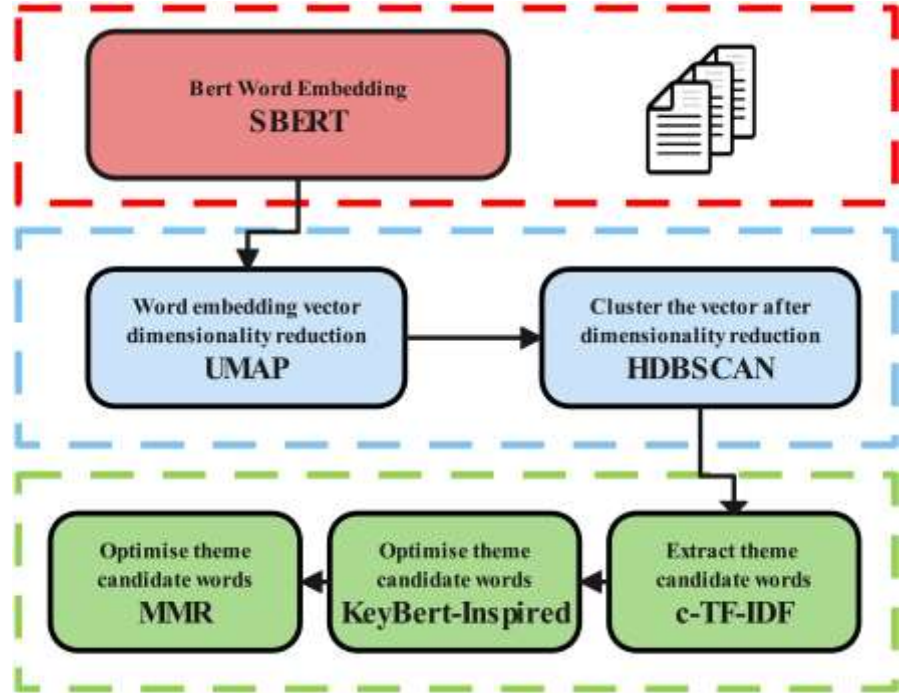 Bert Word Embedding
SBERT
Word embedding vector
dimensionality reduction
UMAP
Cluster the vector after
dimensionality reduction
HDBSCAN
Optimise theme
candidate words
MMR
Optimise theme
candidate words
KeyBert-Inspired
Extract theme
candidate words
c-TF-IDF